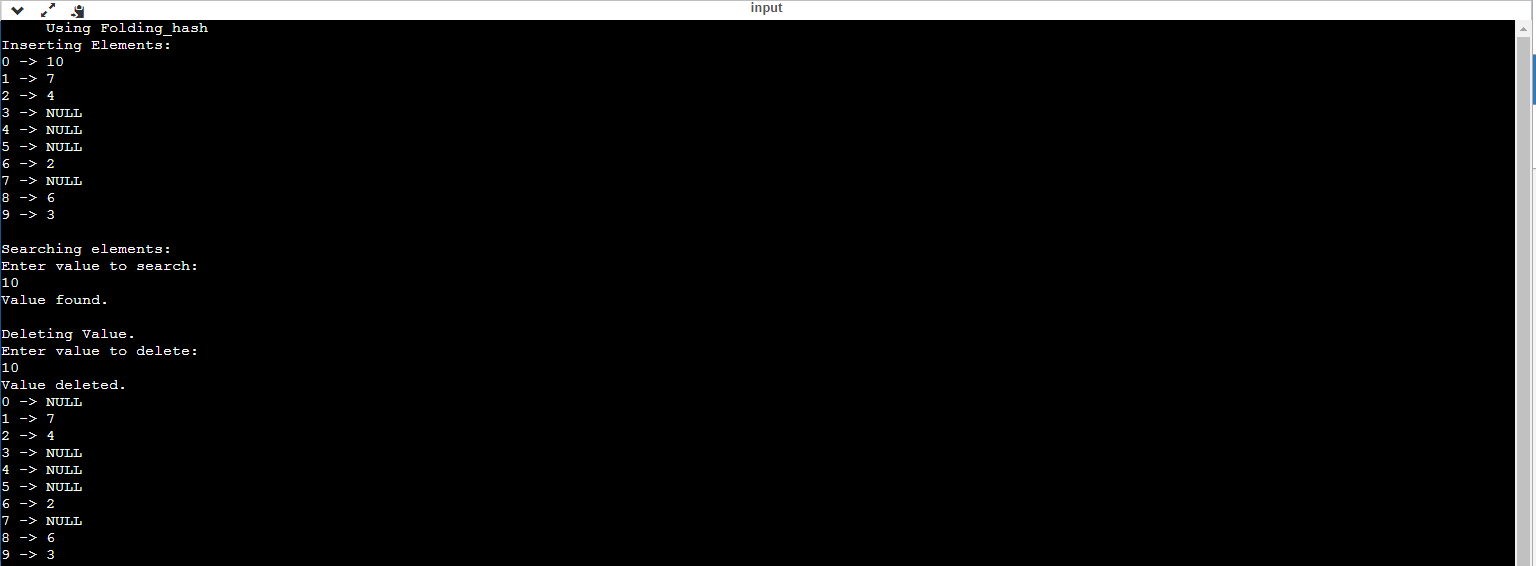 input
Using Folding_hash
Inserting Elements:
0 -> 10
1 -> 7
2 -> 4
3 -> NULL
4 -> NULL
5 -> NULL
6 -> 2
7 -> NULL
8 -> 6
9 -> 3
Searching elements:
Enter value to search:
10
Value found.
Deleting Value.
Enter value to delete:
10
Value deleted.
0 -> NULL
1 -> 7
2 -> 4
3 -> NULL
4 -> NULL
5 -> NULL
6 -> 2
7 -> NULL
8 -> 6
9 -> 3